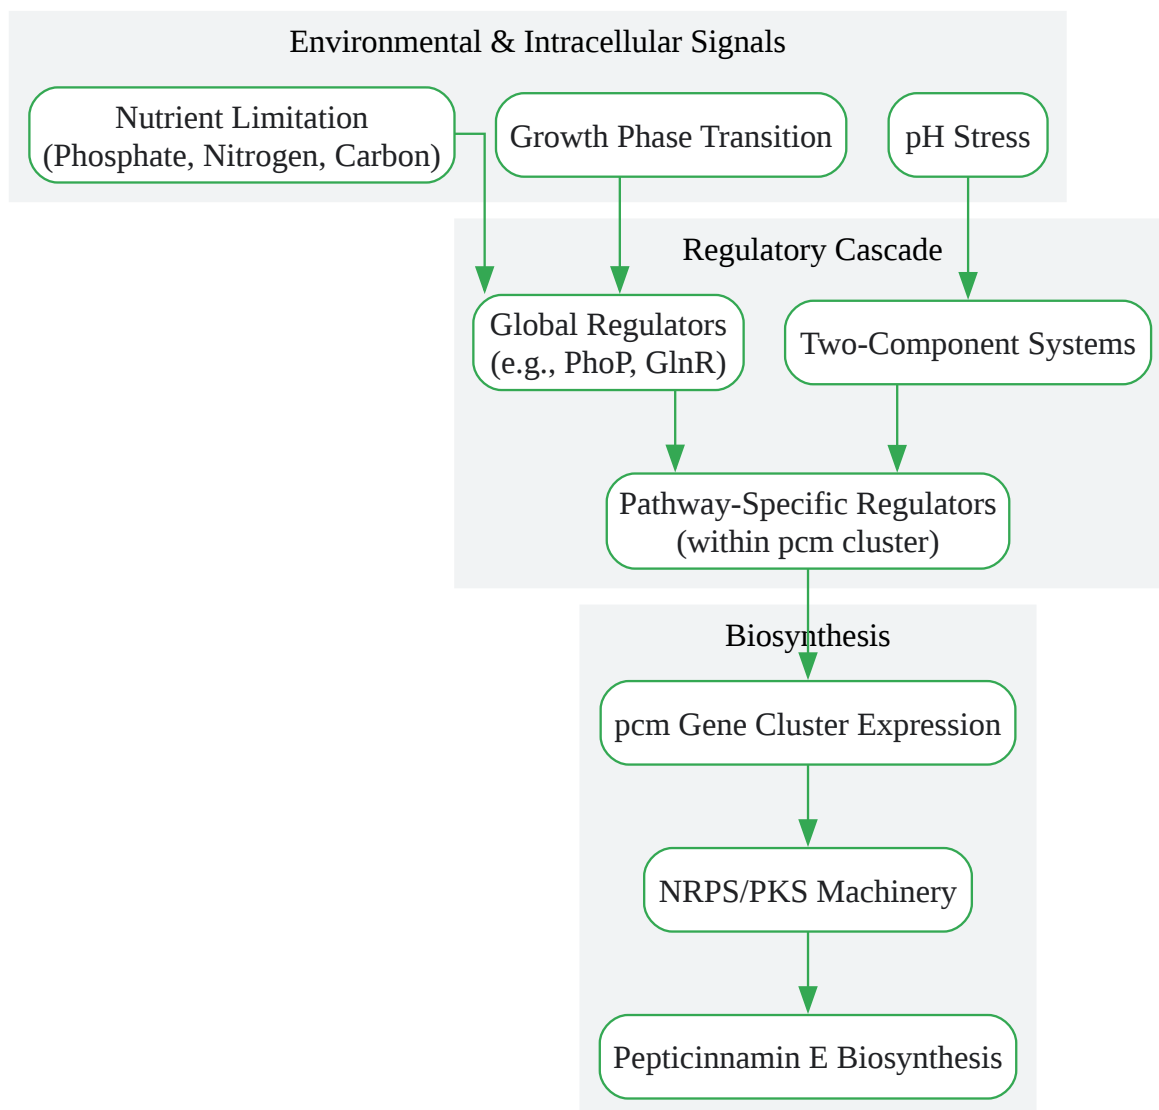 Environmental & Intracellular Signals
Nutrient Limitation
(Phosphate, Nitrogen, Carbon)
Growth Phase Transition
pH Stress
Regulatory Cascade
Global Regulators
(e.g., PhoP, GlnR)
Two-Component Systems
Pathway-Specific Regulators
(within pcm cluster)
Biosynthesis
pcm Gene Cluster Expression
NRPS/PKS Machinery
Pepticinnamin E Biosynthesis